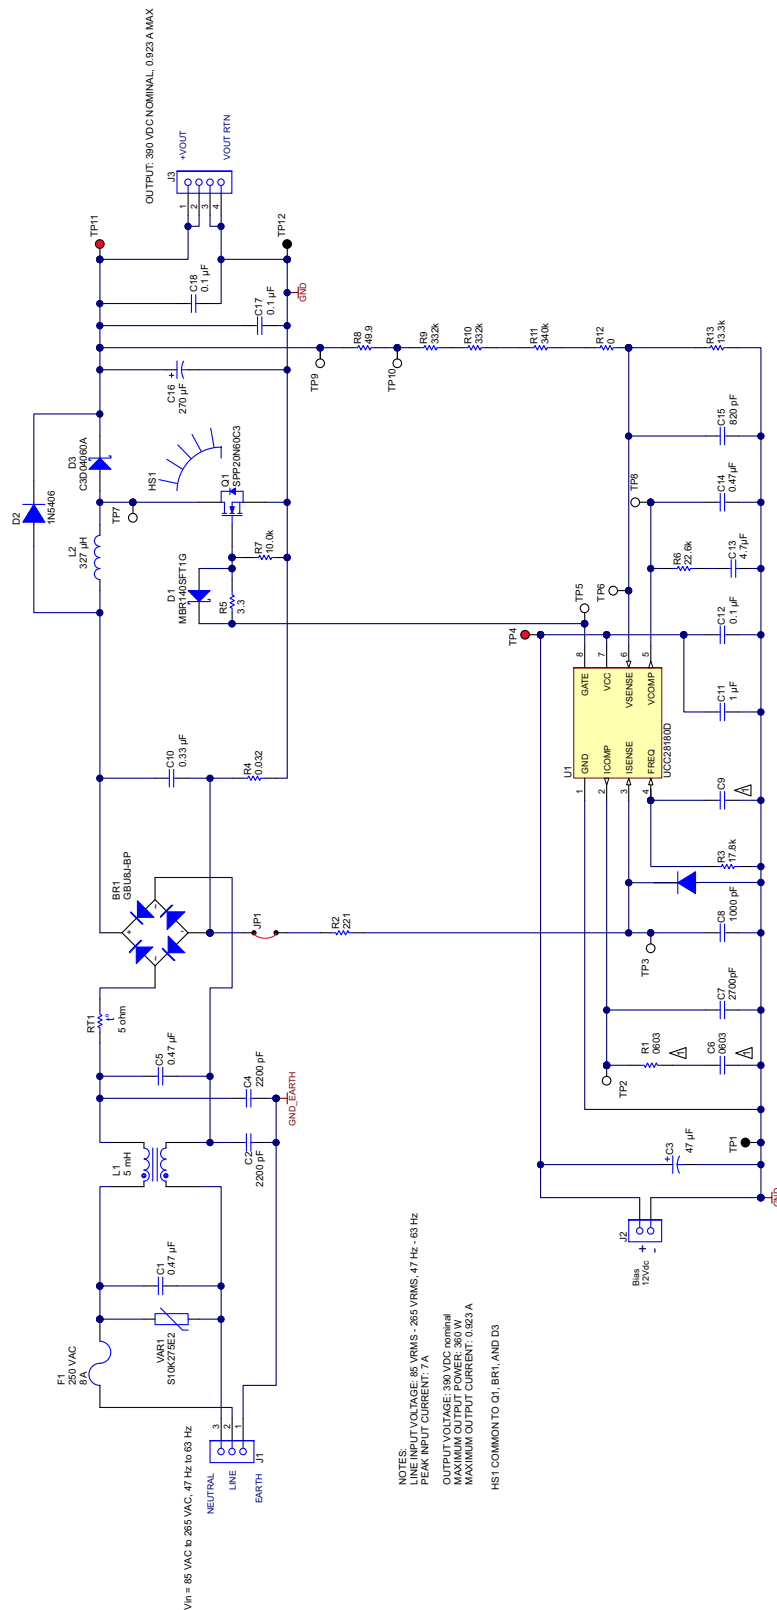 Vin = 85 VAC to 265 VAC, 47 Hz to 63 Hz
NEUTRAL
LINE
EARTH
3
2
1
J1
F1
250 VAC
8 A
VAR1
S10K275E2
C1
0.47 µF
L1
5 mH
C2
2200 pF
C4
2200 pF
GND_EARTH
C5
0.47 µF
RT1
t°
5 ohm
BR1
GBU8J-BP
+
~
~
-
JP1
R2
221
C10
0.33 µF
R4
0.032
D2
1N5406
L2
327 µH
D3
C3D04060A
TP7
HS1
Q1
SPP20N60C3
D1
MBR140SFT1G
R5
3.3
R7
10.0k
C16
+
270 µF
C17
0.1 µF
C18
0.1 µF
GND
TP11
TP12
OUTPUT: 390 VDC NOMINAL, 0.923 A MAX
J3
1
2
3
4
+VOUT
VOUT RTN
TP9
R8
49.9
TP10
R9
332k
R10
332k
R11
340k
R12
0
R13
13.3k
NOTES:
LINE INPUT VOLTAGE: 85 VRMS - 265 VRMS, 47 Hz - 63 Hz
PEAK INPUT CURRENT: 7 A
OUTPUT VOLTAGE: 390 VDC nominal
MAXIMUM OUTPUT POWER: 360 W
MAXIMUM OUTPUT CURRENT: 0.923 A
HS1 COMMON TO Q1, BR1, AND D3
Bias
12Vdc
+
-
J2
GND
C3
+
47 µF
TP1
TP2
R1
0603
1
C6
0603
1
C7
2700pF
TP3
C8
1000 pF
R3
17.8k
C9
1
U1
UCC28180D
1
GND
2
ICOMP
3
ISENSE
4
FREQ
8
GATE
7
VCC
6
VSENSE
5
VCOMP
TP4
TP5
TP6
TP8
C11
1 µF
C12
0.1 µF
R6
22.6k
C13
4.7µF
C14
0.47µF
C15
820 pF